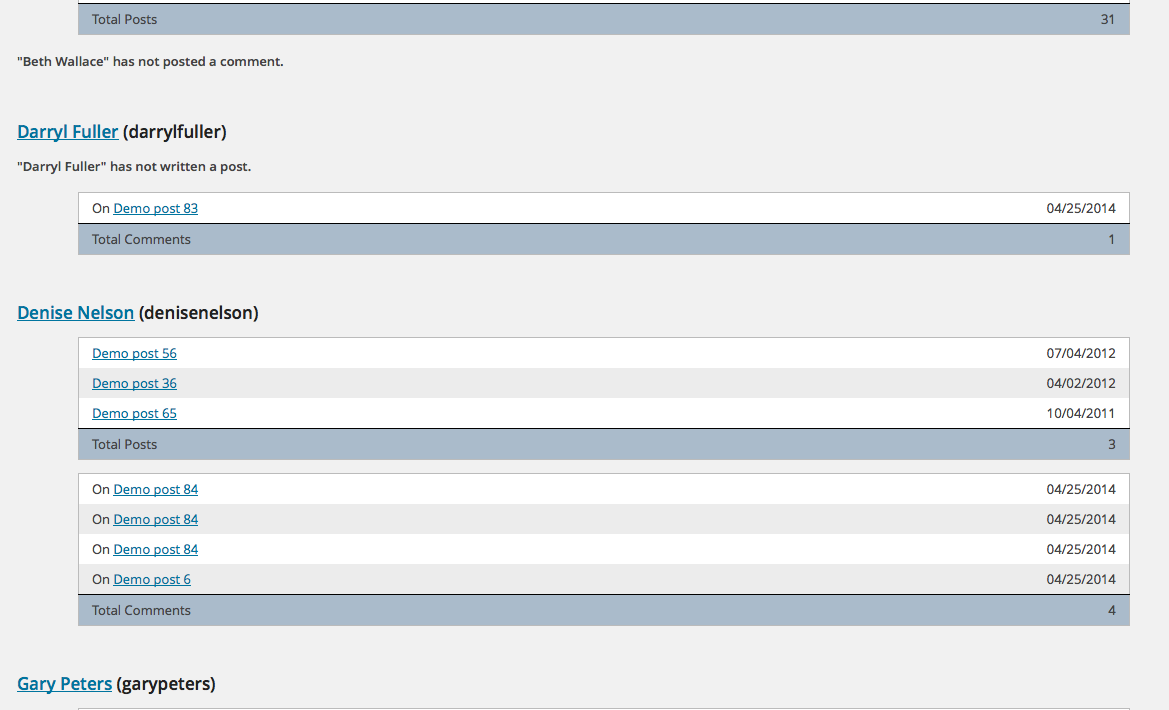 Total Posts 31
"Beth Wallace" has not posted a comment.
Darryl Fuller (darrylfuller)
"Darryl Fuller" has not written a post.
On Demo post 83 04/25/2014
Total Comments 1
Denise Nelson (denisenelson)
Demo post 56 07/04/2012
Demo post 36 04/02/2012
Demo post 65 10/04/2011
Total Posts 3
On Demo post 84 04/25/2014
On Demo post 84 04/25/2014
On Demo post 84 04/25/2014
On Demo post 6 04/25/2014
Total Comments 4
Gary Peters (garypeters)